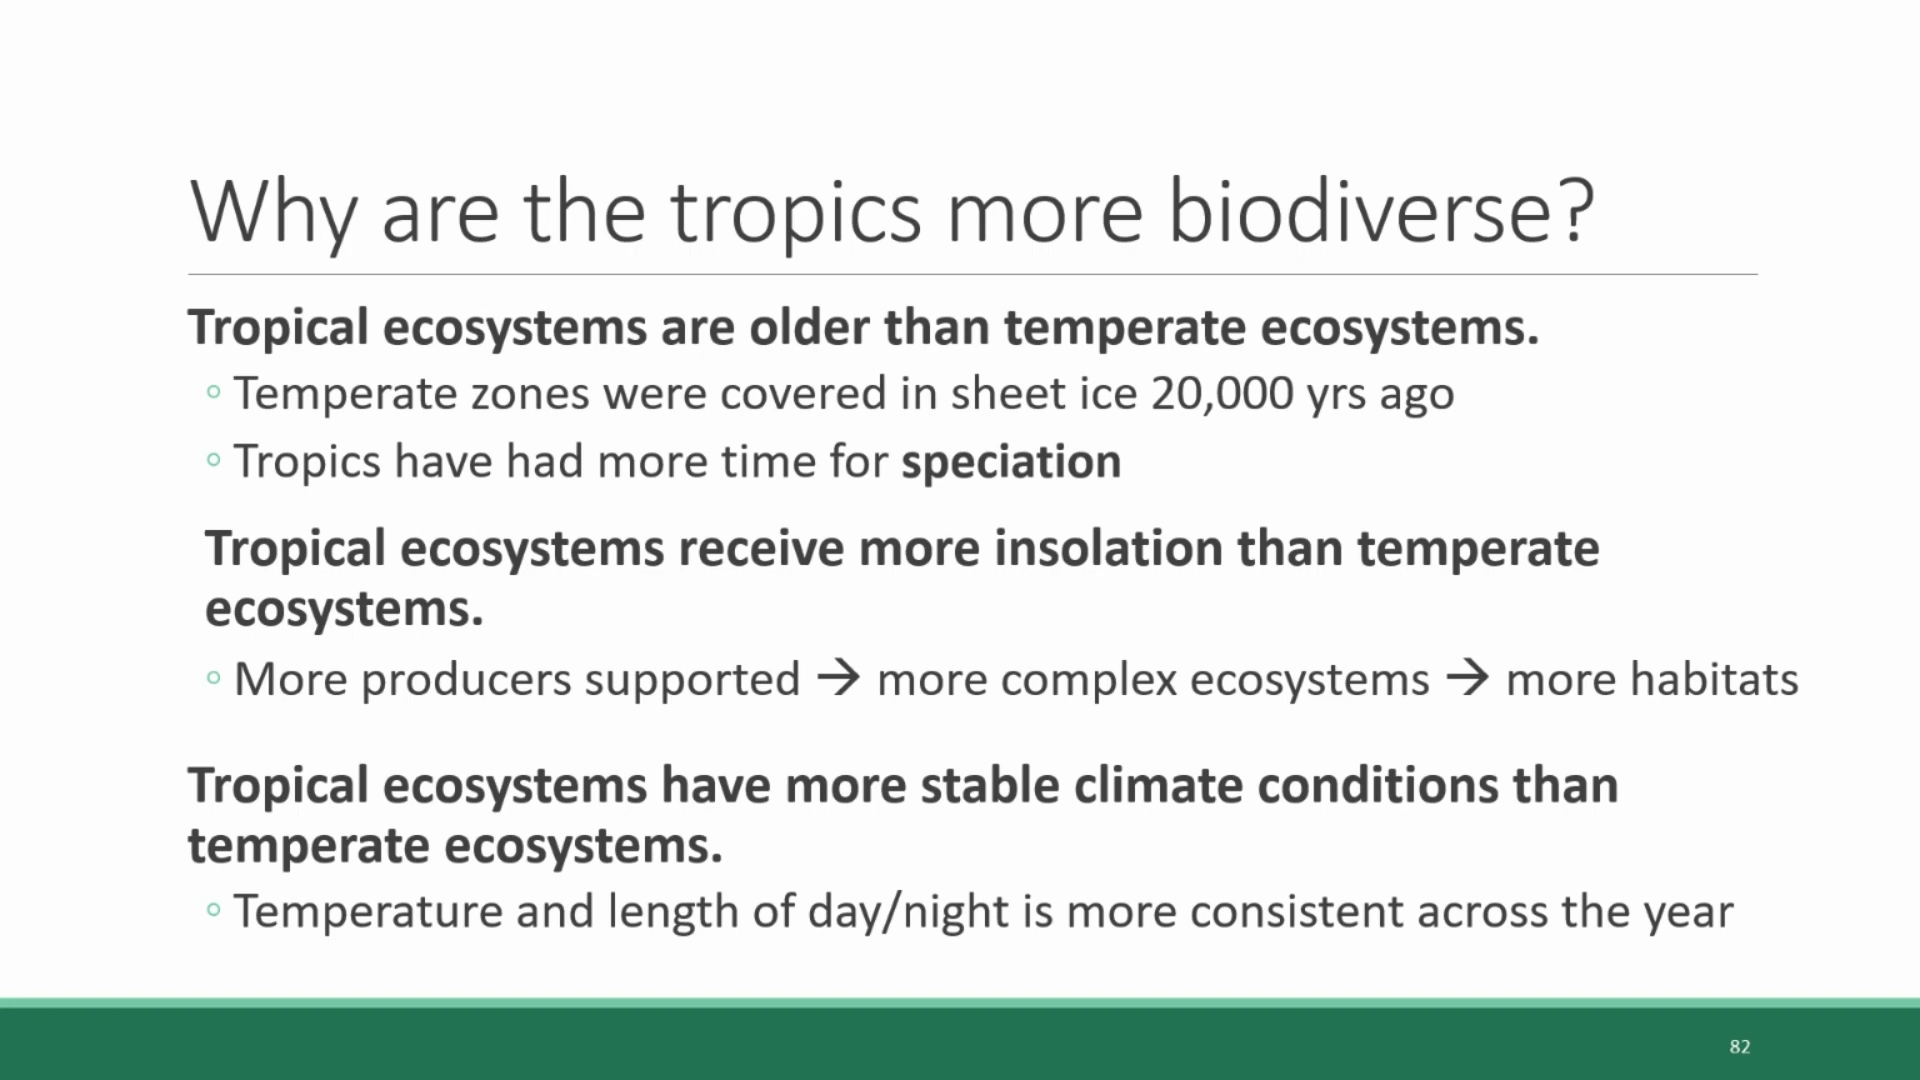 Why are the tropics more biodiverse?
Tropical ecosystems are older than temperate ecosystems.
◦ Temperate zones were covered in sheet ice 20,000 yrs ago
◦ Tropics have had more time for speciation
Tropical ecosystems receive more insolation than temperate
ecosystems.
◦ More producers supported → more complex ecosystems → more habitats
Tropical ecosystems have more stable climate conditions than
temperate ecosystems.
◦ Temperature and length of day/night is more consistent across the year
82